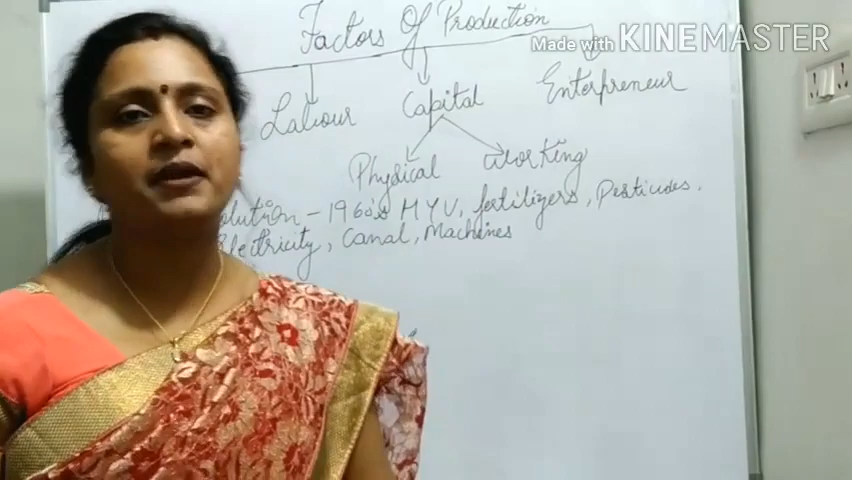 Factors Of Production
Made with KINEMASTER
Labour Capital Enterpreneur
Physical Working
olution - 1960's HYV, fertilizers, Pesticides.
Electricity, Canal, Machines